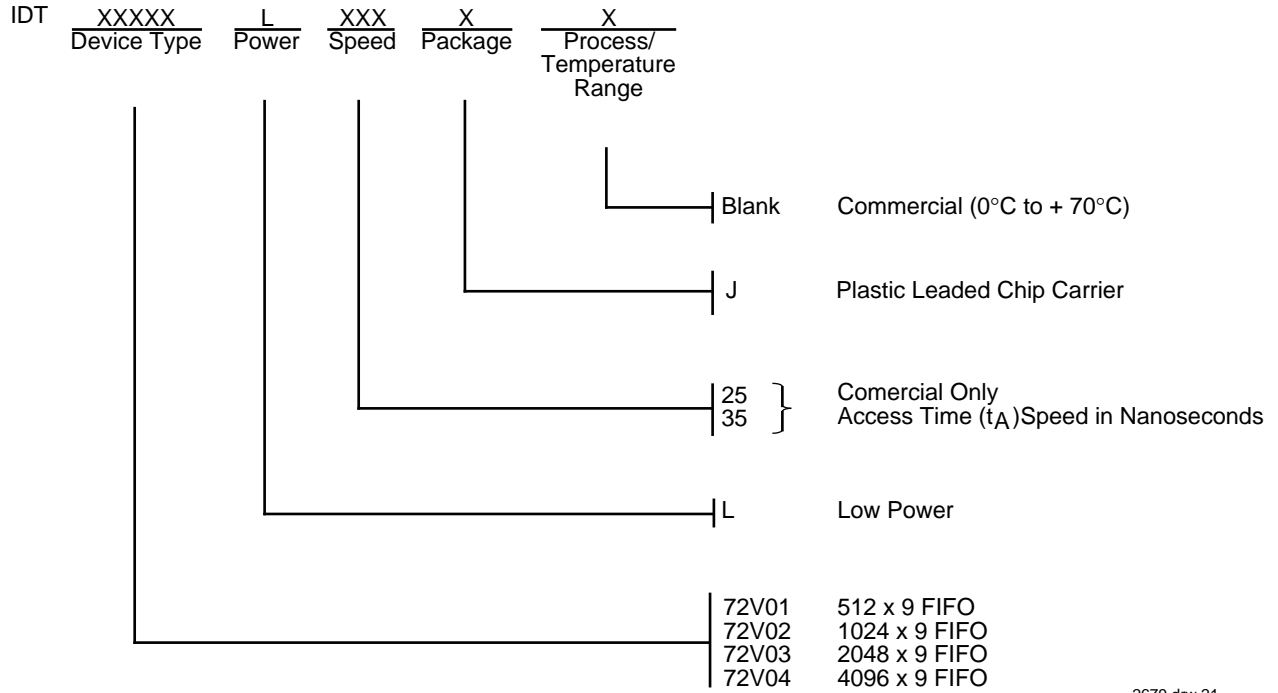 IDT XXXXX L XXX X X
Device Type Power Speed Package Process/
Temperature
Range
Blank Commercial (0°C to + 70°C)
J Plastic Leaded Chip Carrier
25 Comercial Only
35 } Access Time (tA)Speed in Nanoseconds
L Low Power
72V01 512 x 9 FIFO
72V02 1024 x 9 FIFO
72V03 2048 x 9 FIFO
72V04 4096 x 9 FIFO